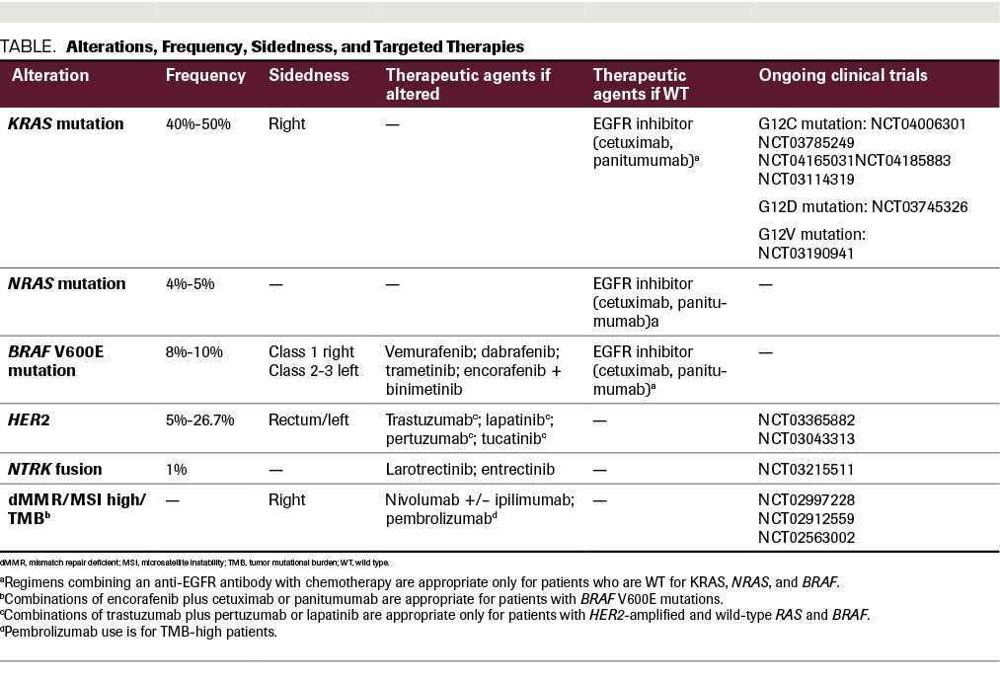 TABLE. Alterations, Frequency, Sidedness, and Targeted Therapies
Alteration Frequency Sidedness Therapeutic agents if altered Therapeutic agents if WT Ongoing clinical trials
KRAS mutation 40%-50% Right — EGFR inhibitor (cetuximab, panitumumab)ᵃ G12C mutation: NCT04006301
NCT03785249
NCT04165031NCT04185883
NCT03114319
G12D mutation: NCT03745326
G12V mutation:
NCT03190941
NRAS mutation 4%-5% — — EGFR inhibitor (cetuximab, panitu-mumab)a —
BRAF V600E mutation 8%-10% Class 1 right Class 2-3 left Vemurafenib; dabrafenib; trametinib; encorafenib + binimetinib EGFR inhibitor (cetuximab, panitu-mumab)ᵃ —
HER2 5%-26.7% Rectum/left Trastuzumabᶜ; lapatinibᶜ; pertuzumabᶜ; tucatinibᶜ — NCT03365882
NCT03043313
NTRK fusion 1% — Larotrectinib; entrectinib — NCT03215511
dMMR/MSI high/TMBᵇ — Right Nivolumab +/– ipilimumab; pembrolizumabᵈ — NCT02997228
NCT02912559
NCT02563002
dMMR, mismatch repair deficient; MSI, microsatellite instability; TMB, tumor mutational burden; WT, wild type.
ᵃRegimens combining an anti-EGFR antibody with chemotherapy are appropriate only for patients who are WT for KRAS, NRAS, and BRAF.
ᵇCombinations of encorafenib plus cetuximab or panitumumab are appropriate for patients with BRAF V600E mutations.
ᶜCombinations of trastuzumab plus pertuzumab or lapatinib are appropriate only for patients with HER2-amplified and wild-type RAS and BRAF.
ᵈPembrolizumab use is for TMB-high patients.